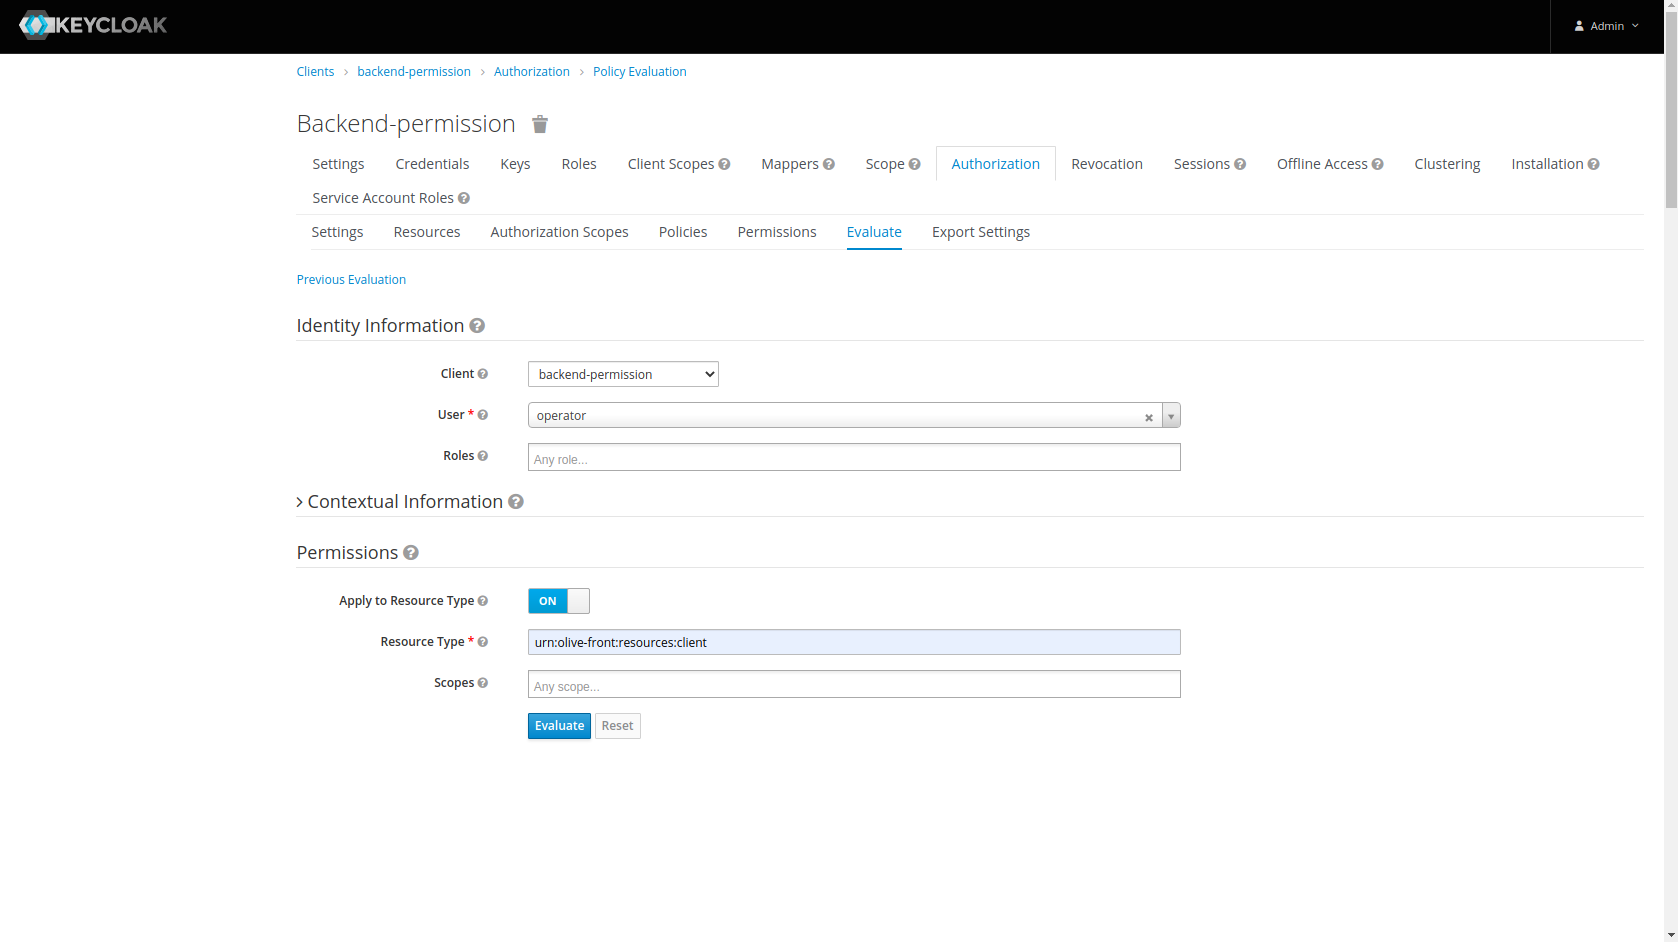 KEYCLOAK
Admin
Clients > backend-permission > Authorization > Policy Evaluation
Backend-permission
Settings Credentials Keys Roles Client Scopes Mappers Scope Authorization Revocation Sessions Offline Access Clustering Installation
Service Account Roles
Settings Resources Authorization Scopes Policies Permissions Evaluate Export Settings
Previous Evaluation
Identity Information
Client backend-permission
User * operator
Roles Any role...
Contextual Information
Permissions
Apply to Resource Type ON
Resource Type * urn:olive-front:resources:client
Scopes Any scope...
Evaluate Reset